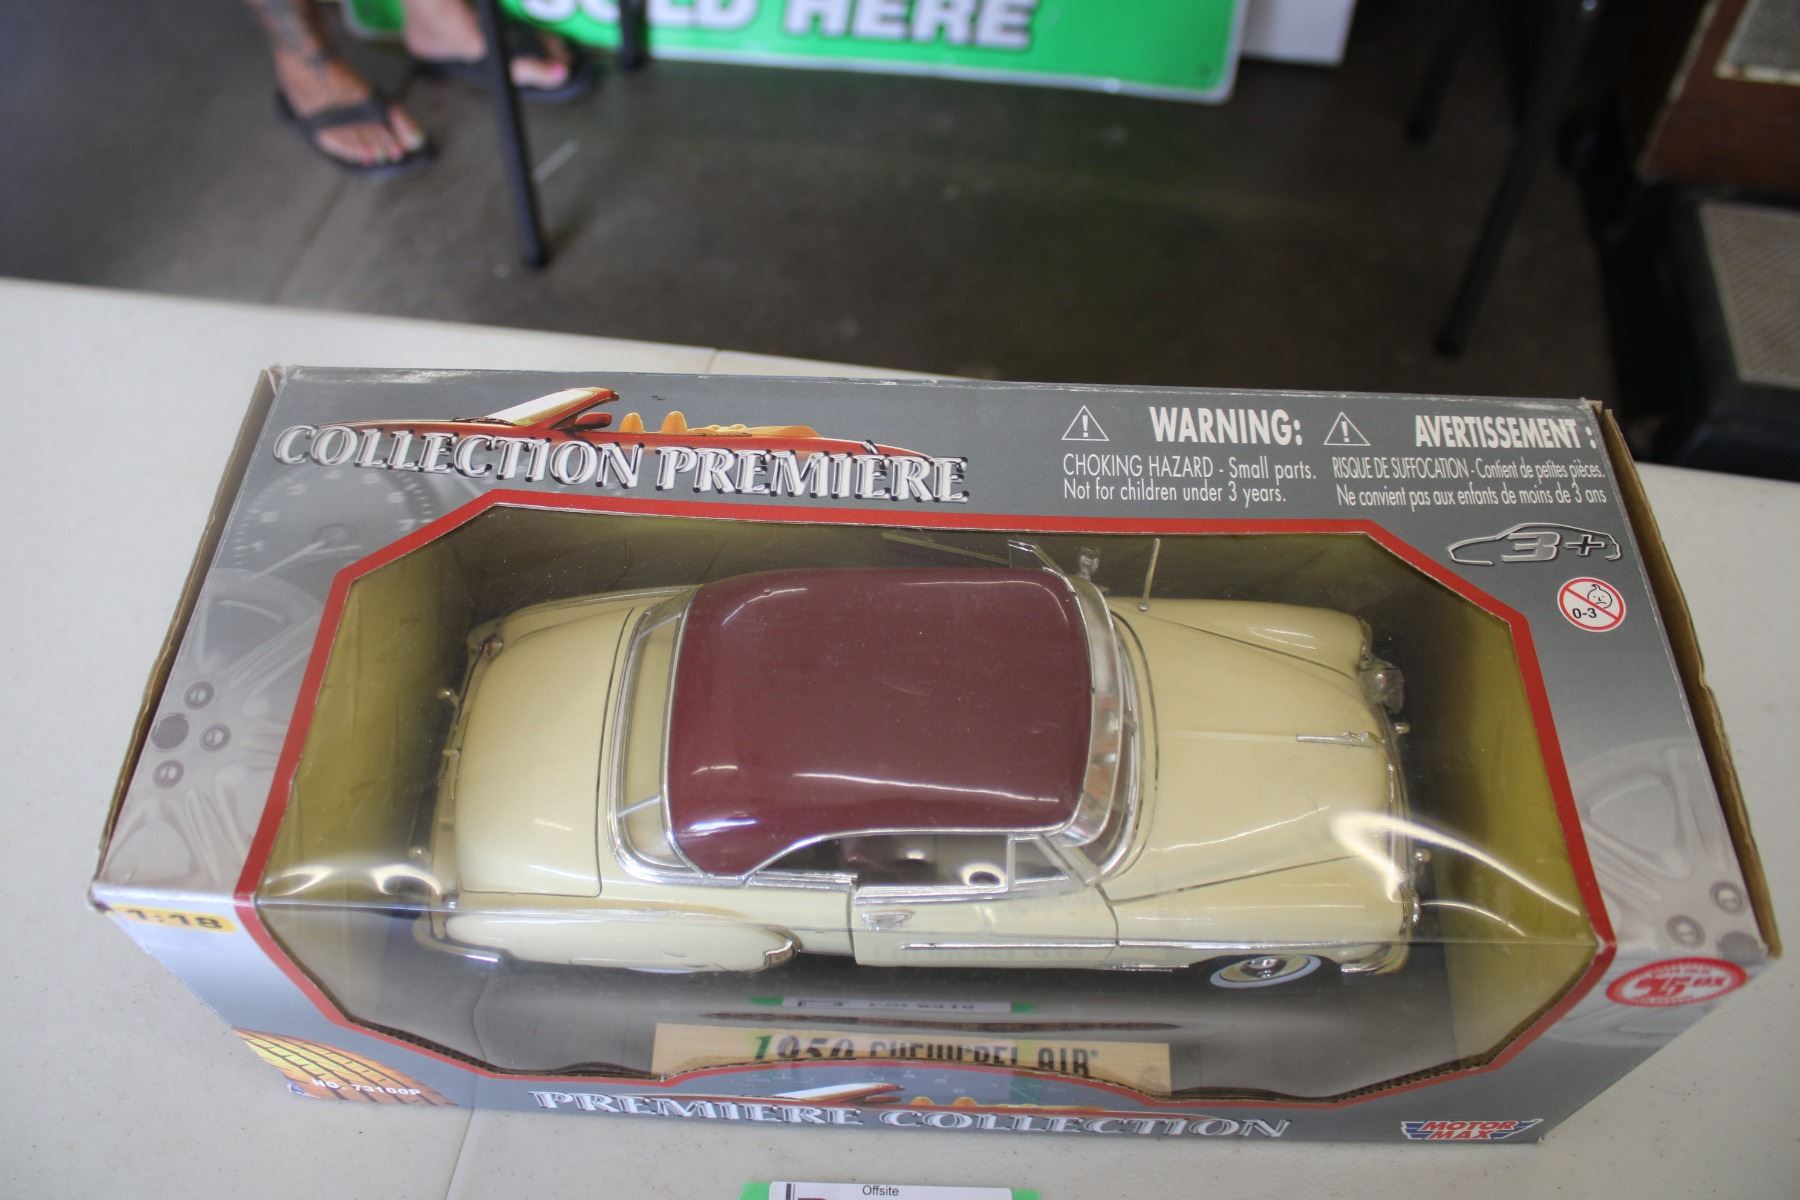 SOLD HERE
COLLECTION PREMIÈRE
WARNING:
CHOKING HAZARD - Small parts.
Not for children under 3 years.
AVERTISSEMENT :
RISQUE DE SUFFOCATION - Contient de petites pièces.
Ne convient pas aux enfants de moins de 3 ans
3+
0-3
1:18
1950 CHEVY BEL AIR
NO. 73100P
PREMIERE COLLECTION
MOTOR
MAX
Offsite